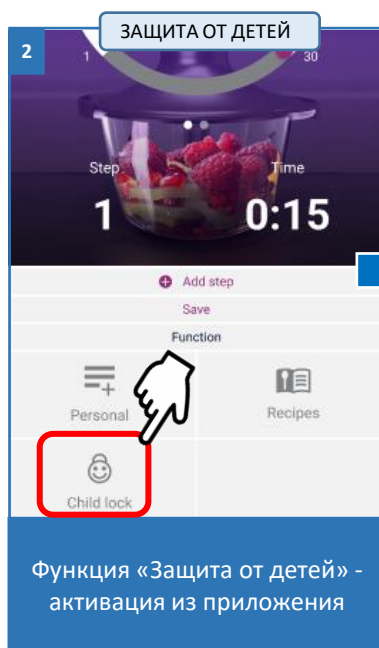 ЗАЩИТА ОТ ДЕТЕЙ
2
1
30
Step
Time
1
0:15
Add step
Save
Function
Personal
Recipes
Child lock
Функция «Защита от детей» -
активация из приложения